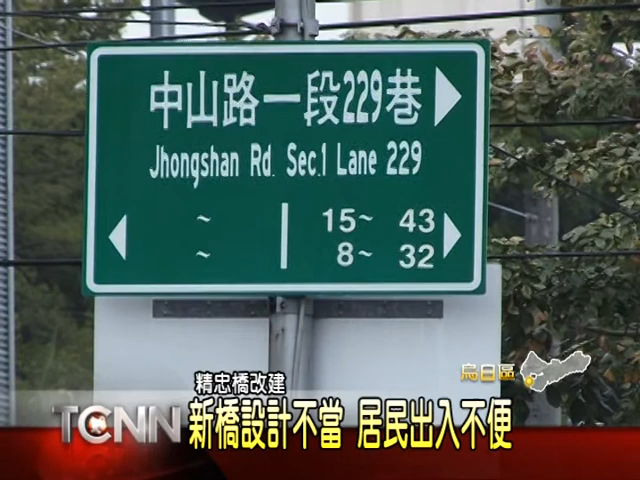 中山路一段229巷
Jhongshan Rd. Sec.1 Lane 229
~ 15~ 43
~ 8~ 32
烏日區
精忠橋改建
TCNN 新橋設計不當 居民出入不便